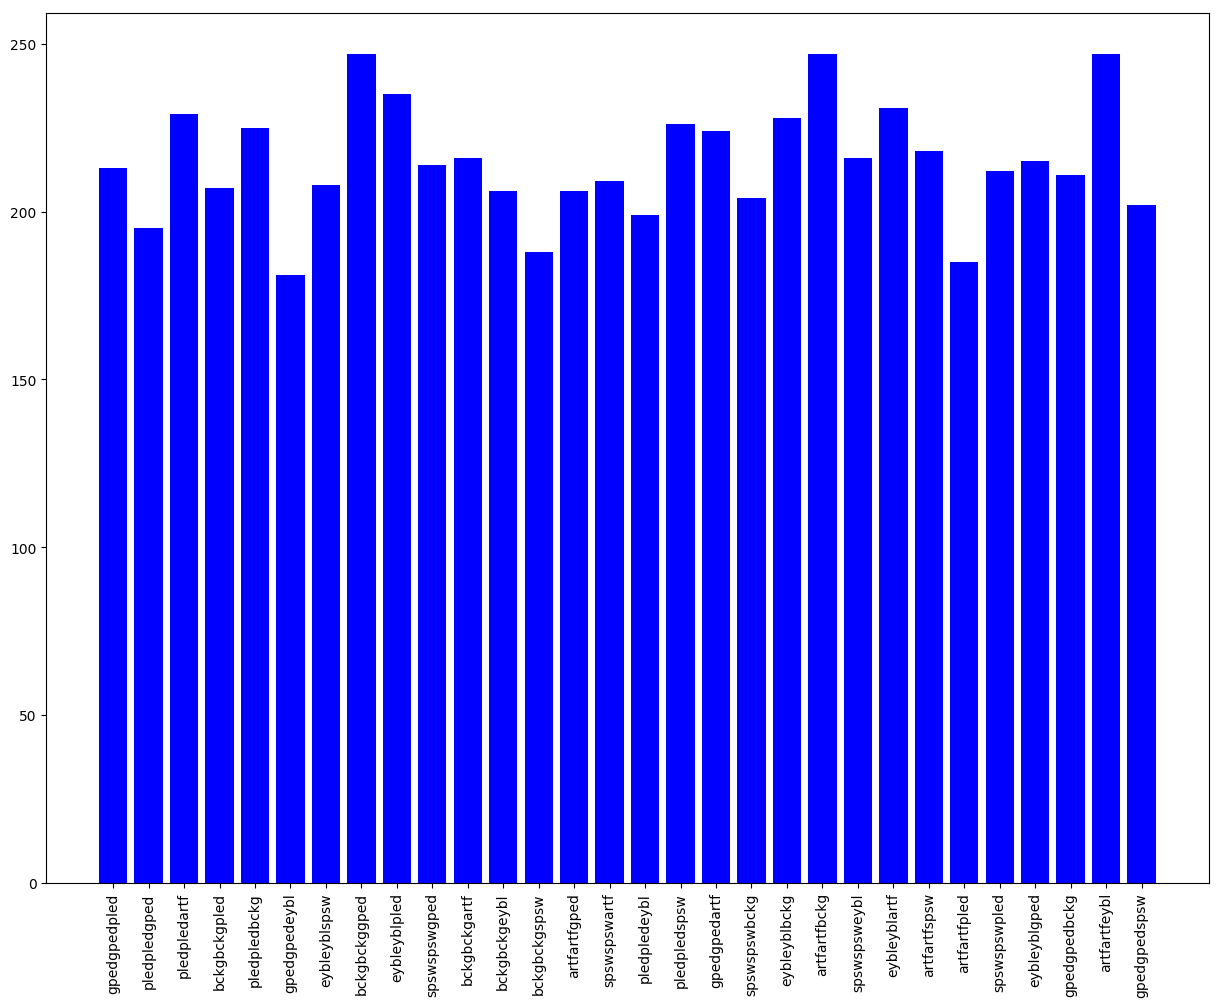 250
200
150
100
50
0
gpedgpedpled
pledpledgped
pledpledartf
bckgbckgpled
pledpledbckg
gpedgpedeybl
eybleyblspsw
bckgbckggped
eybleyblpled
spswspswgped
bckgbckgartf
bckgbckgeybl
bckgbckgspsw
artfartfgped
spswspswartf
pledpledeybl
pledpledspsw
gpedgpedartf
spswspswbckg
eybleyblbckg
artfartfbckg
spswspsweybl
eybleyblartf
artfartfspsw
artfartfpled
spswspswpled
eybleyblgped
gpedgpedbckg
artfartfeybl
gpedgpedspsw